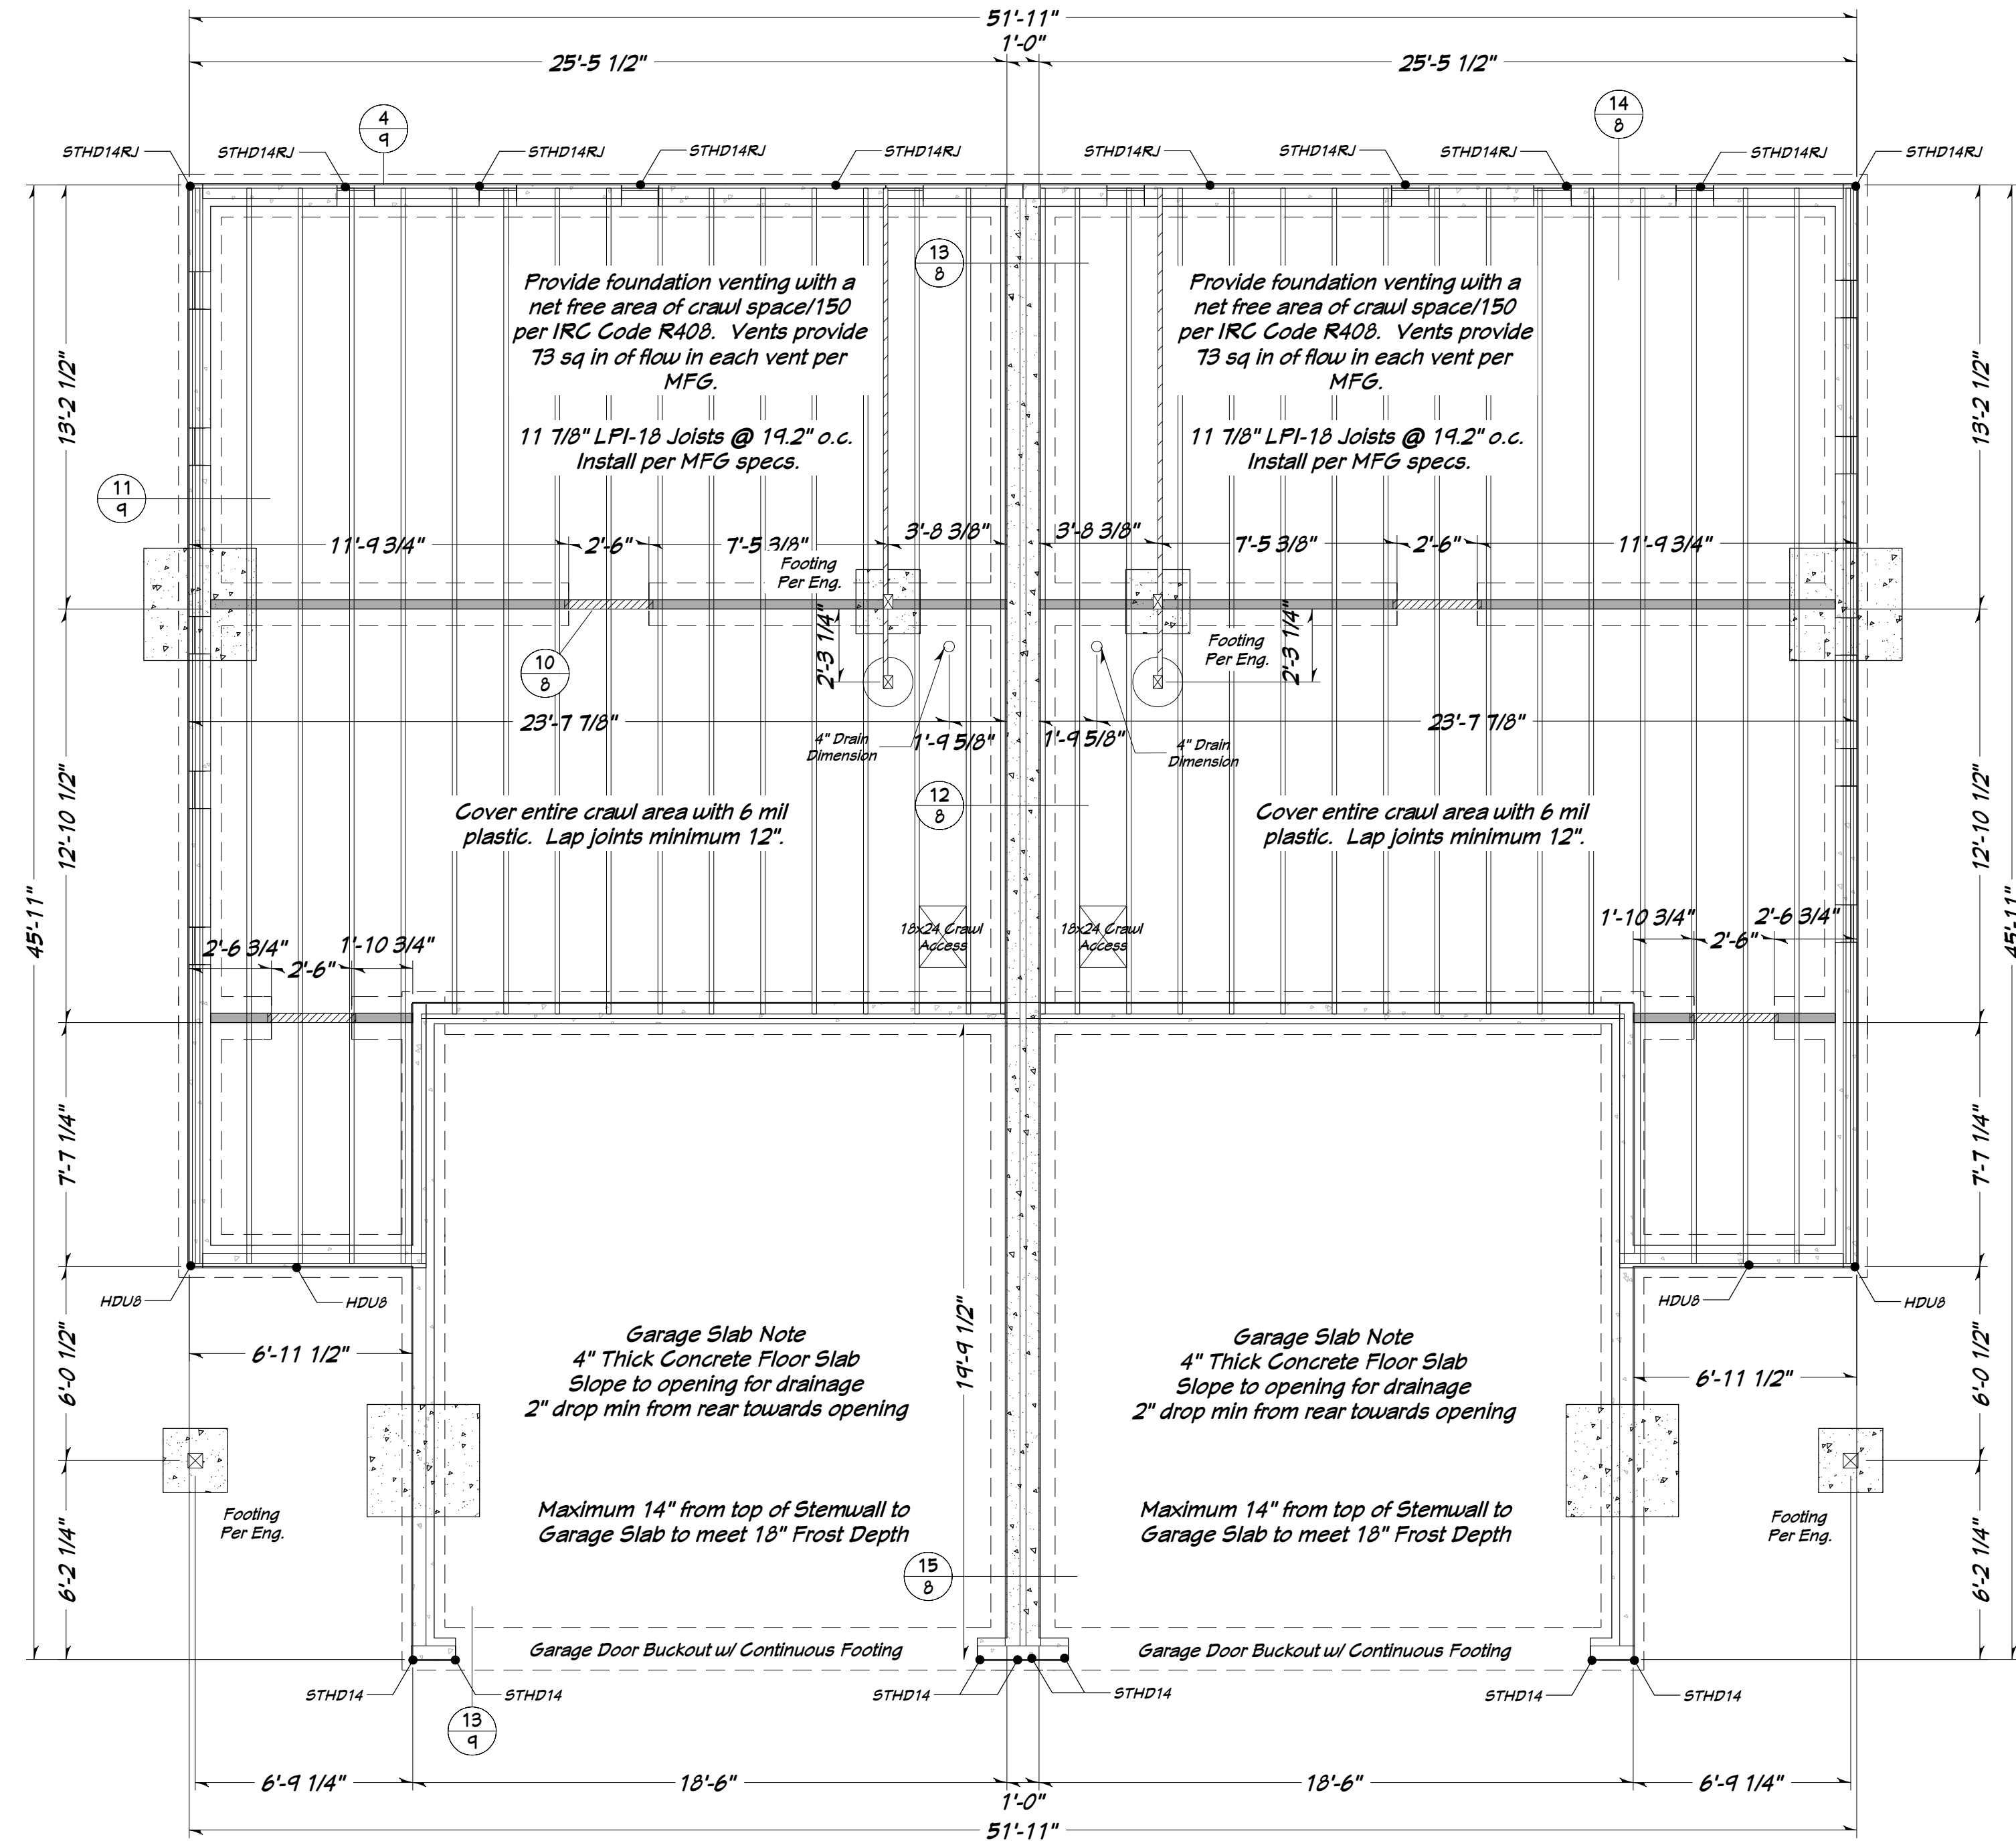 51'-11"
1'-0"
25'-5 1/2"
25'-5 1/2"
4
9
14
8
STHD14RJ
STHD14RJ
STHD14RJ
STHD14RJ
STHD14RJ
STHD14RJ
STHD14RJ
STHD14RJ
STHD14RJ
STHD14RJ
13
8
Provide foundation venting with a
net free area of crawl space/150
per IRC Code R408. Vents provide
73 sq in of flow in each vent per
MFG.
Provide foundation venting with a
net free area of crawl space/150
per IRC Code R408. Vents provide
73 sq in of flow in each vent per
MFG.
13'-2 1/2"
13'-2 1/2"
11 7/8" LPI-18 Joists @ 19.2" o.c.
Install per MFG specs.
11 7/8" LPI-18 Joists @ 19.2" o.c.
Install per MFG specs.
11
9
11'-9 3/4"
2'-6"
7'-5 3/8"
3'-8 3/8"
3'-8 3/8"
7'-5 3/8"
2'-6"
11'-9 3/4"
Footing
Per Eng.
Footing
Per Eng.
2'-3 1/4"
2'-3 1/4"
10
8
23'-7 7/8"
1'-9 5/8"
1'-9 5/8"
23'-7 7/8"
4" Drain
Dimension
4" Drain
Dimension
12'-10 1/2"
12'-10 1/2"
12
8
Cover entire crawl area with 6 mil
plastic. Lap joints minimum 12".
Cover entire crawl area with 6 mil
plastic. Lap joints minimum 12".
45'-11"
45'-11"
18x24 Crawl
Access
18x24 Crawl
Access
2'-6 3/4"
2'-6"
1'-10 3/4"
1'-10 3/4"
2'-6"
2'-6 3/4"
7'-7 1/4"
7'-7 1/4"
HDU8
HDU8
HDU8
HDU8
6'-11 1/2"
6'-11 1/2"
6'-0 1/2"
6'-0 1/2"
19'-9 1/2"
Garage Slab Note
4" Thick Concrete Floor Slab
Slope to opening for drainage
2" drop min from rear towards opening
Garage Slab Note
4" Thick Concrete Floor Slab
Slope to opening for drainage
2" drop min from rear towards opening
Maximum 14" from top of Stemwall to
Garage Slab to meet 18" Frost Depth
Maximum 14" from top of Stemwall to
Garage Slab to meet 18" Frost Depth
Footing
Per Eng.
Footing
Per Eng.
6'-2 1/4"
6'-2 1/4"
15
8
Garage Door Buckout w/ Continuous Footing
Garage Door Buckout w/ Continuous Footing
STHD14
STHD14
STHD14
STHD14
STHD14
STHD14
13
9
6'-9 1/4"
18'-6"
1'-0"
18'-6"
6'-9 1/4"
51'-11"